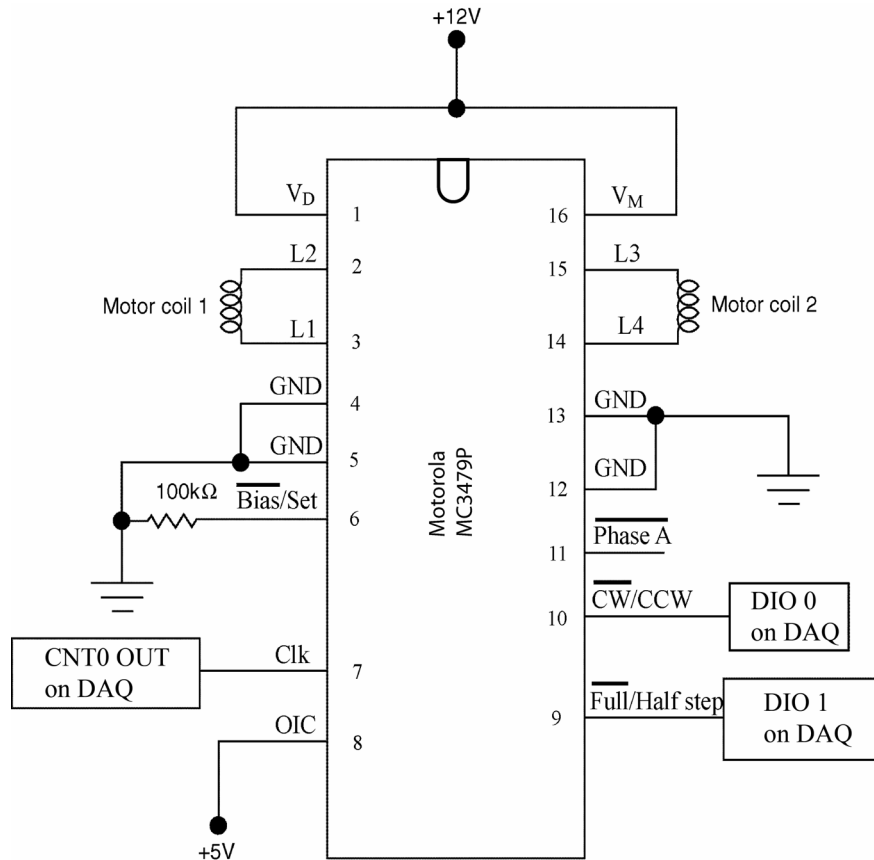 +12V
V_D
1
16
V_M
L2
2
15
L3
Motor coil 1
Motor coil 2
L1
3
14
L4
GND
4
13
GND
GND
5
12
GND
100kΩ
Bias/Set
6
Motorola
MC3479P
11
Phase A
CW/CCW
10
DIO 0
on DAQ
CNT0 OUT
on DAQ
Clk
7
Full/Half step
9
DIO 1
on DAQ
OIC
8
+5V